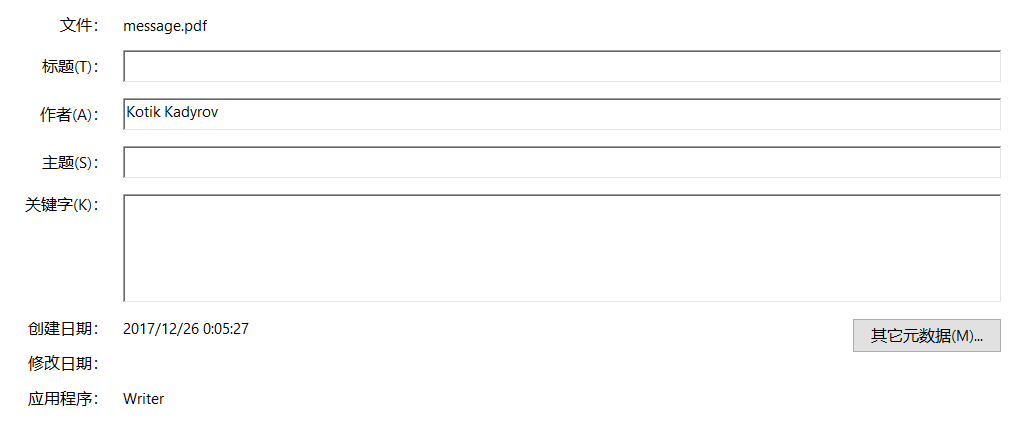 文件： message.pdf
标题(T)：
作者(A)： Kotik Kadyrov
主题(S)：
关键字(K)：
创建日期： 2017/12/26 0:05:27
其它元数据(M)...
修改日期：
应用程序： Writer